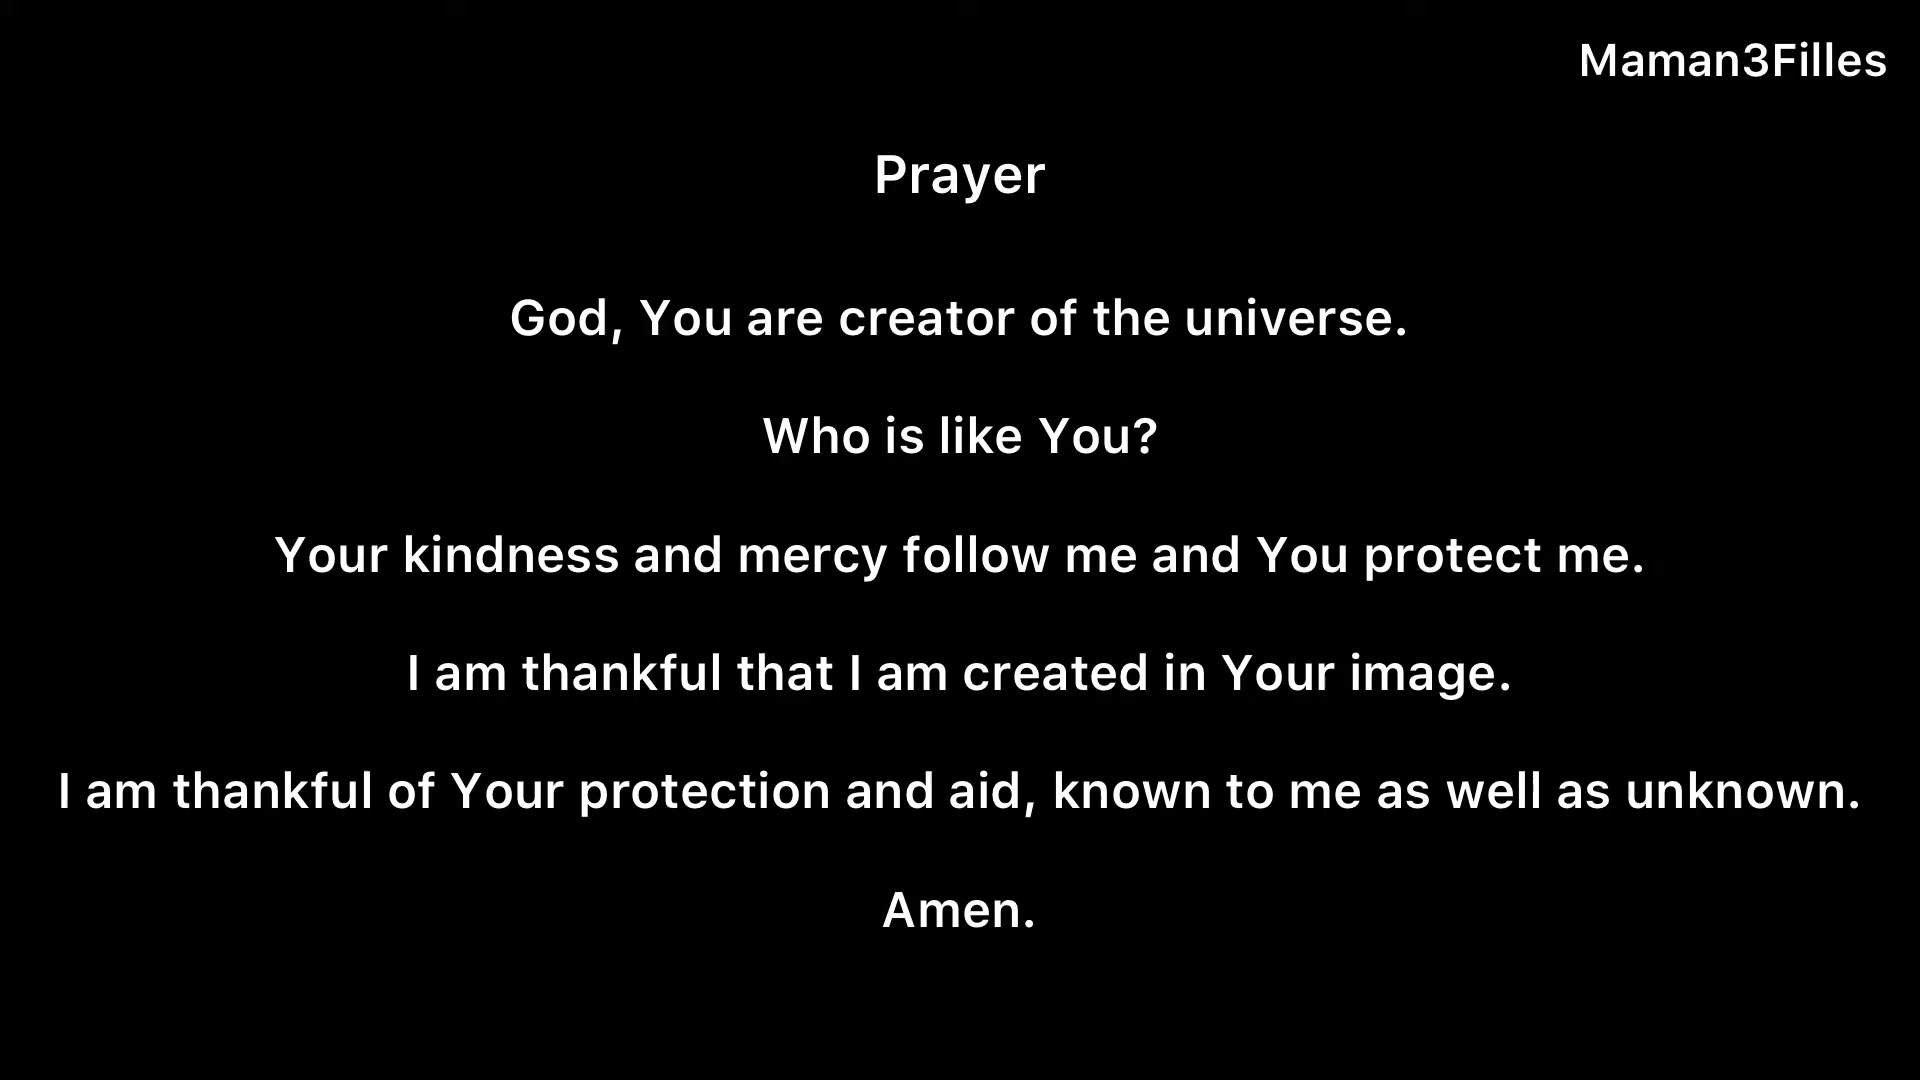 Maman3Filles
Prayer
God, You are creator of the universe.
Who is like You?
Your kindness and mercy follow me and You protect me.
I am thankful that I am created in Your image.
I am thankful of Your protection and aid, known to me as well as unknown.
Amen.